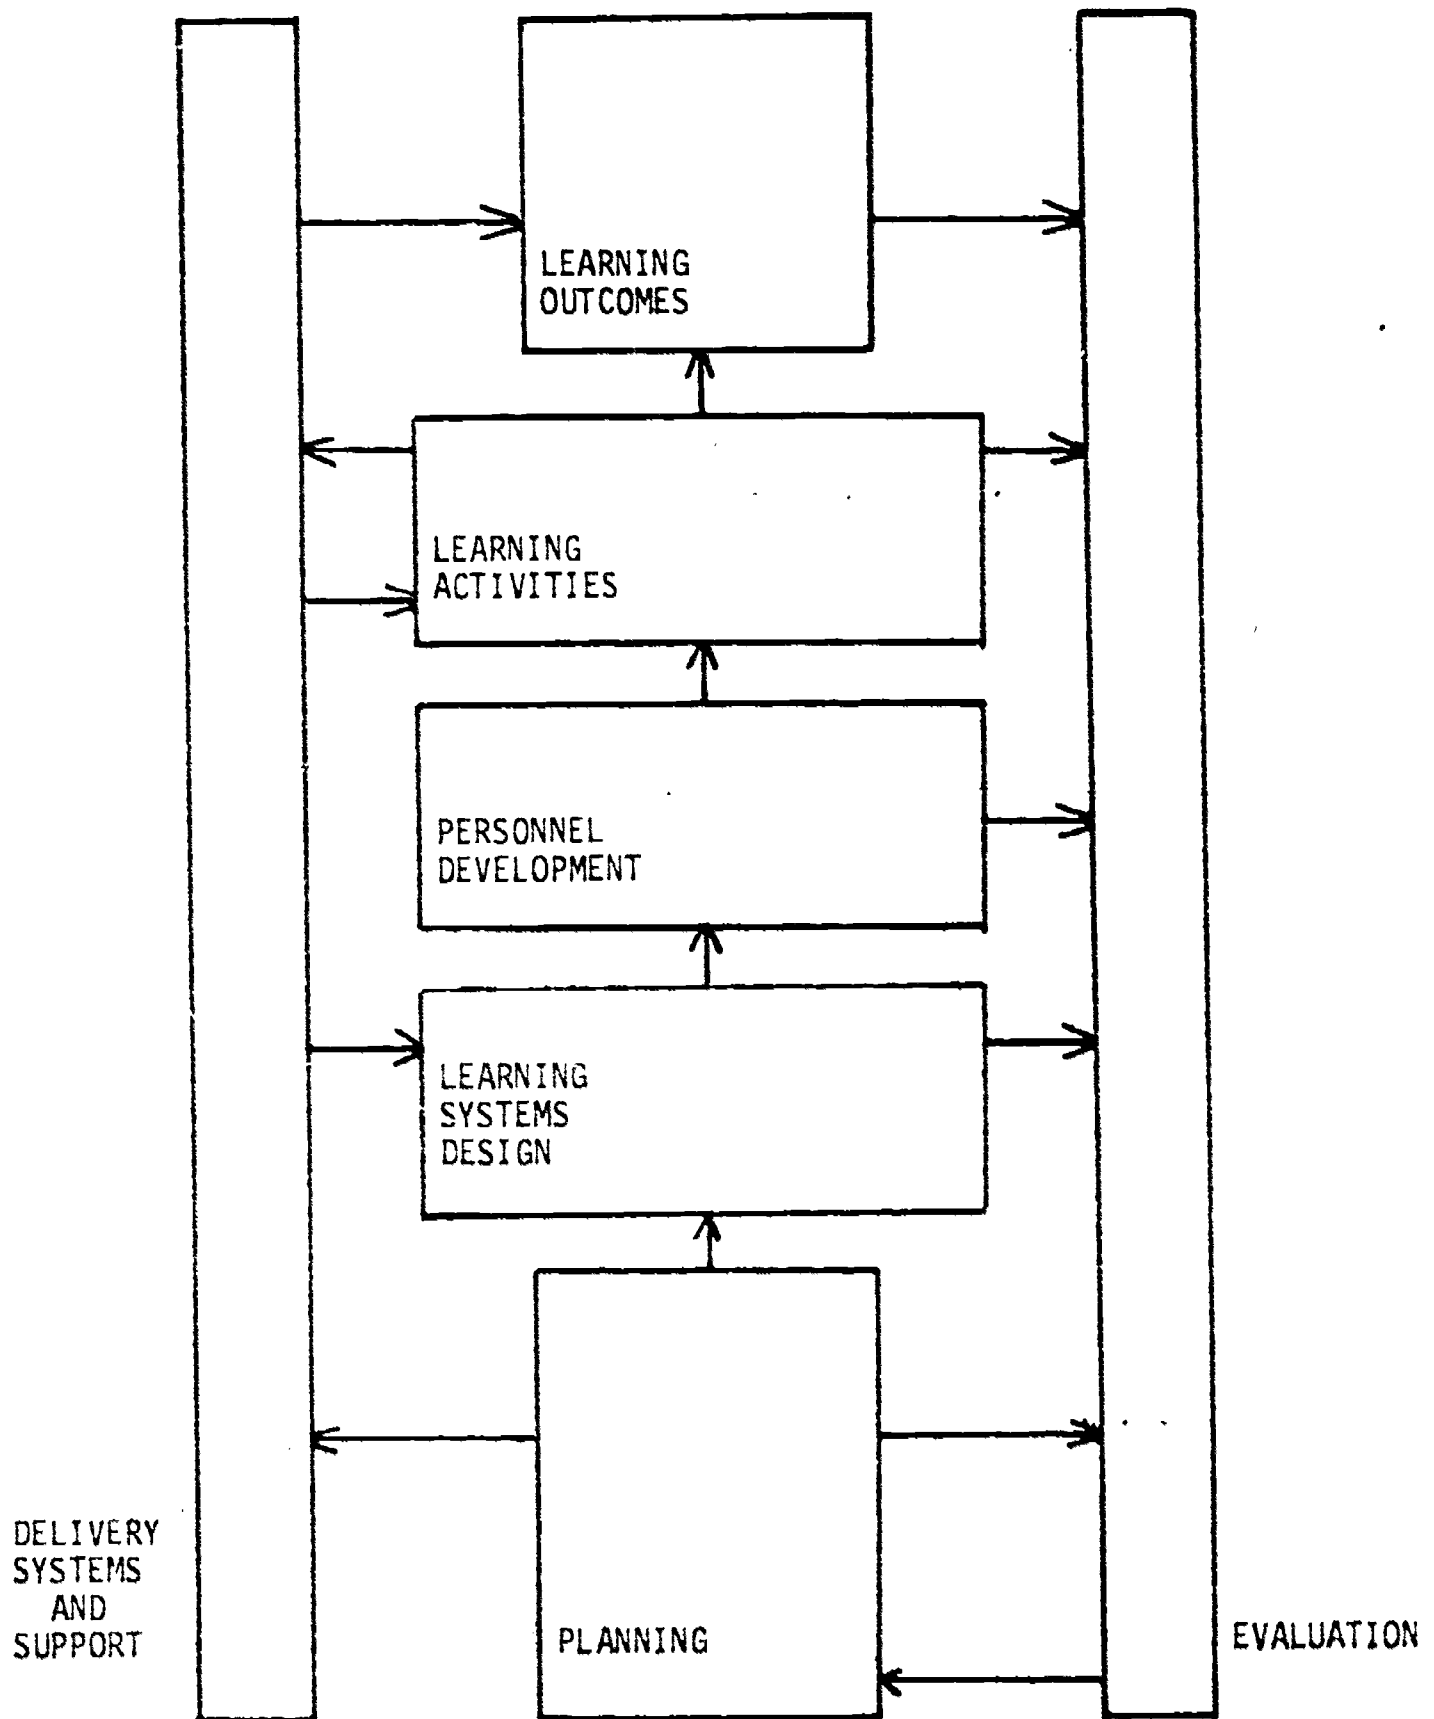 LEARNING
OUTCOMES
LEARNING
ACTIVITIES
PERSONNEL
DEVELOPMENT
LEARNING
SYSTEMS
DESIGN
DELIVERY
SYSTEMS
AND
SUPPORT
PLANNING
EVALUATION